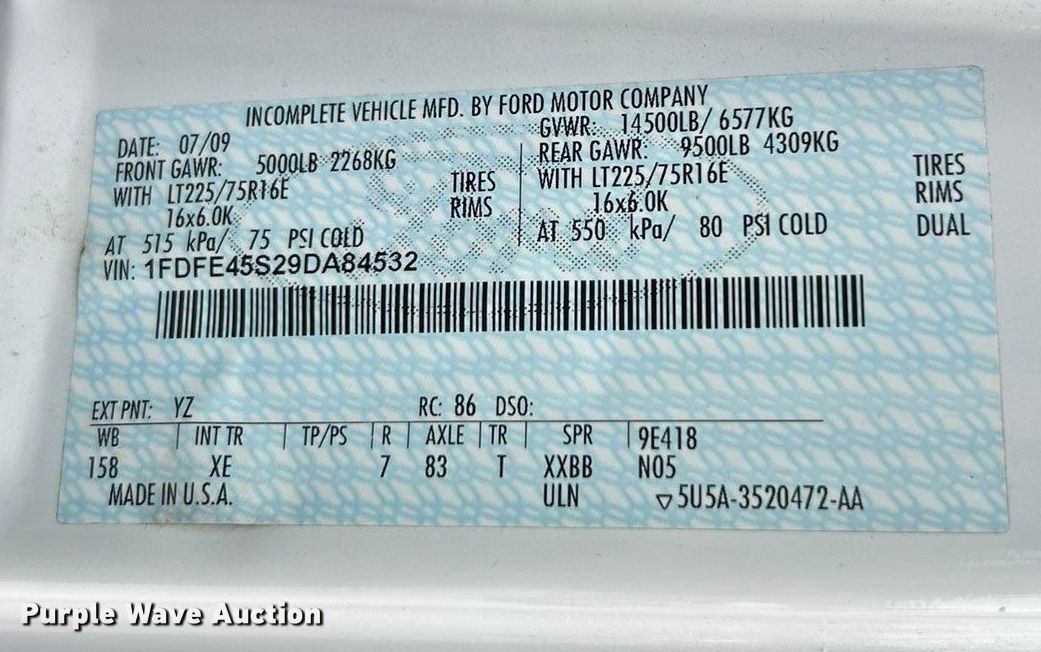 INCOMPLETE VEHICLE MFD. BY FORD MOTOR COMPANY
DATE: 07/09 GVWR: 14500LB/ 6577KG
FRONT GAWR: 5000LB 2268KG REAR GAWR: 9500LB 4309KG
WITH LT225/75R16E TIRES WITH LT225/75R16E TIRES
16x6.0K RIMS 16x6.0K RIMS
AT 515 kPa/ 75 PSI COLD AT 550 kPa/ 80 PSI COLD DUAL
VIN: 1FDFE45S29DA84532
EXT PNT: YZ RC: 86 DSO:
WB INT TR TP/PS R AXLE TR SPR 9E418
158 XE 7 83 T XXBB N05
MADE IN U.S.A. ULN ▽5U5A-3520472-AA
Purple Wave Auction